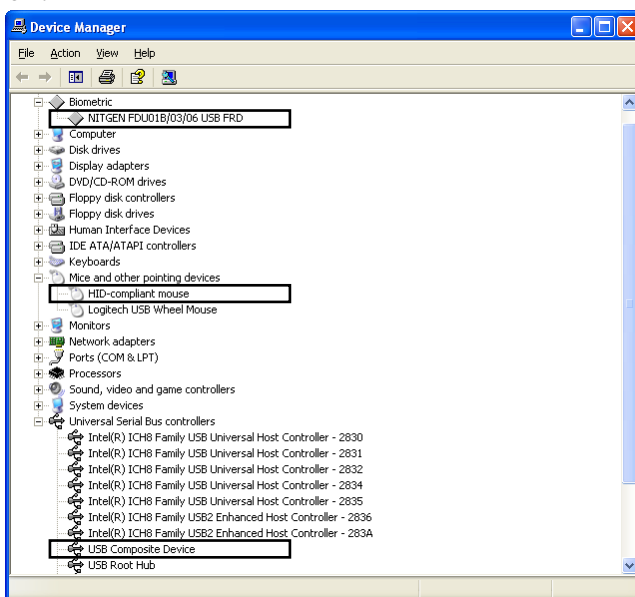 Device Manager
File Action View Help
Biometric
NITGEN FDU01B/03/06 USB FRD
Computer
Disk drives
Display adapters
DVD/CD-ROM drives
Floppy disk controllers
Floppy disk drives
Human Interface Devices
IDE ATA/ATAPI controllers
Keyboards
Mice and other pointing devices
HID-compliant mouse
Logitech USB Wheel Mouse
Monitors
Network adapters
Ports (COM & LPT)
Processors
Sound, video and game controllers
System devices
Universal Serial Bus controllers
Intel(R) ICH8 Family USB Universal Host Controller - 2830
Intel(R) ICH8 Family USB Universal Host Controller - 2831
Intel(R) ICH8 Family USB Universal Host Controller - 2832
Intel(R) ICH8 Family USB Universal Host Controller - 2834
Intel(R) ICH8 Family USB Universal Host Controller - 2835
Intel(R) ICH8 Family USB2 Enhanced Host Controller - 2836
Intel(R) ICH8 Family USB2 Enhanced Host Controller - 283A
USB Composite Device
USB Root Hub